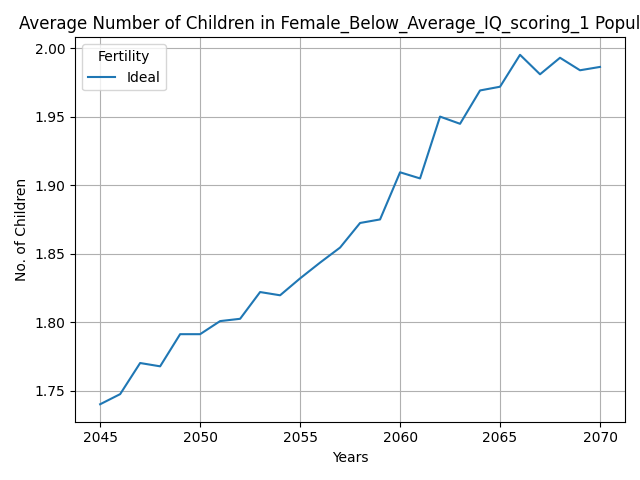 Average Number of Children in Female_Below_Average_IQ_scoring_1 Popul
Fertility
Ideal
2.00
1.95
1.90
1.85
1.80
1.75
No. of Children
2045 2050 2055 2060 2065 2070
Years